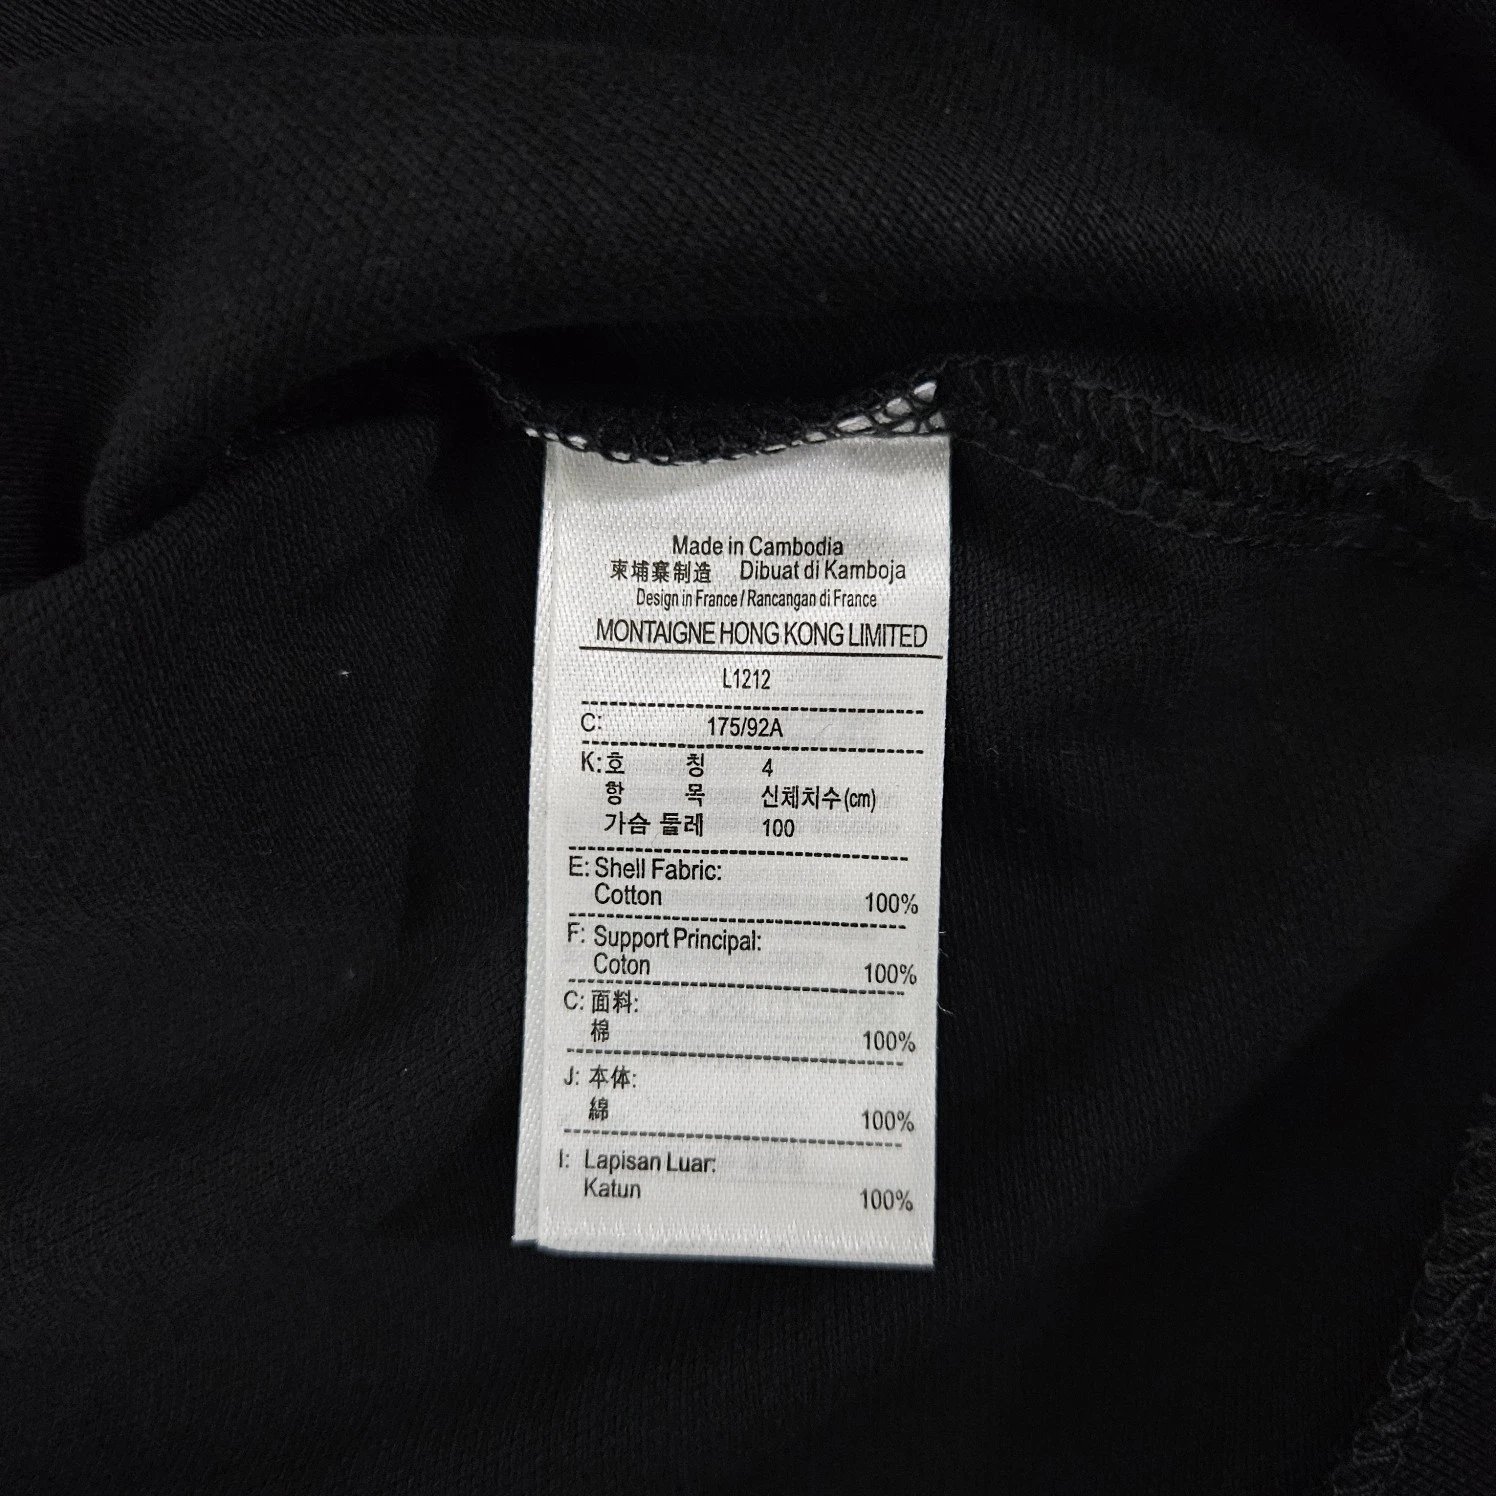 Made in Cambodia
柬埔寨制造 Dibuat di Kamboja
Design in France / Rancangan di France
MONTAIGNE HONG KONG LIMITED
L1212
C: 175/92A
K: 호 칭 4
항 목 신체치수(cm)
가슴 둘레 100
E: Shell Fabric:
Cotton 100%
F: Support Principal:
Coton 100%
C: 面料:
棉 100%
J: 本体:
綿 100%
I: Lapisan Luar:
Katun 100%